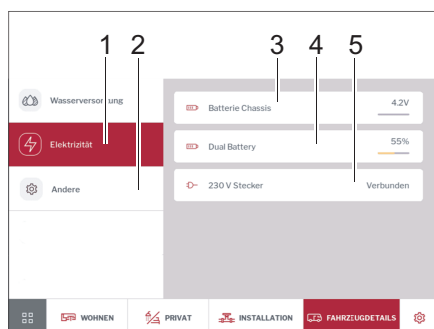 1 2 3 4 5
Wasserversorgung
Batterie Chassis 4.2V
Elektrizität
Dual Battery 55%
Andere
230 V Stecker Verbunden
WOHNEN PRIVAT INSTALLATION FAHRZEUGDETAILS